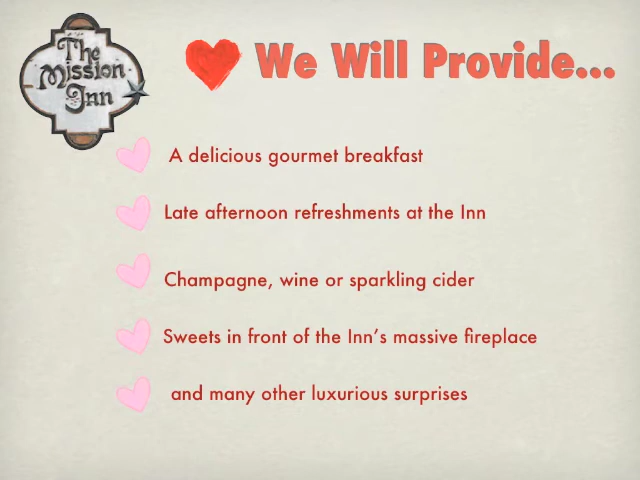 The
Mission
Inn
We Will Provide...
A delicious gourmet breakfast
Late afternoon refreshments at the Inn
Champagne, wine or sparkling cider
Sweets in front of the Inn's massive fireplace
and many other luxurious surprises